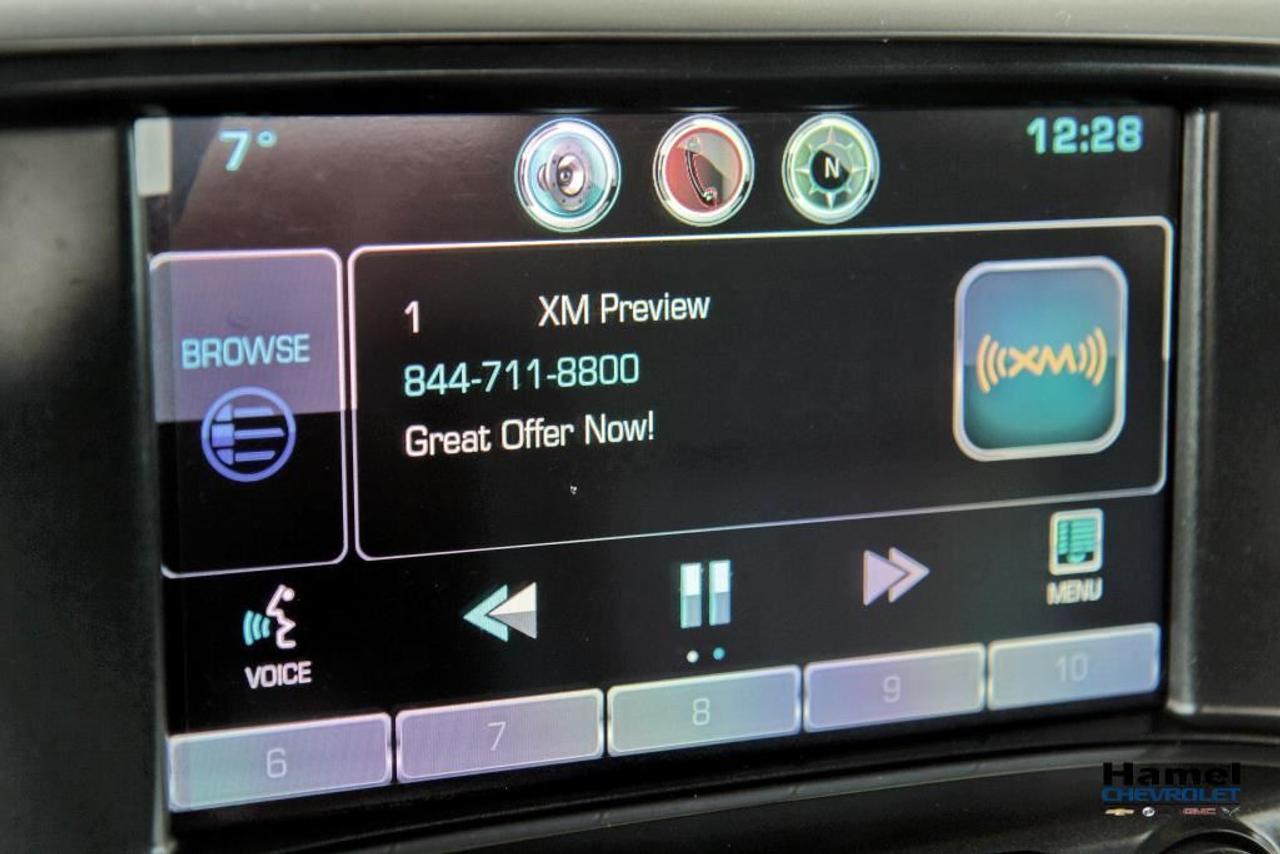 7°
N
12:28
BROWSE
1 XM Preview
844-711-8800
Great Offer Now!
((( XM )))
VOICE
MENU
6
7
8
9
10
Hamel
CHEVROLET
GMC